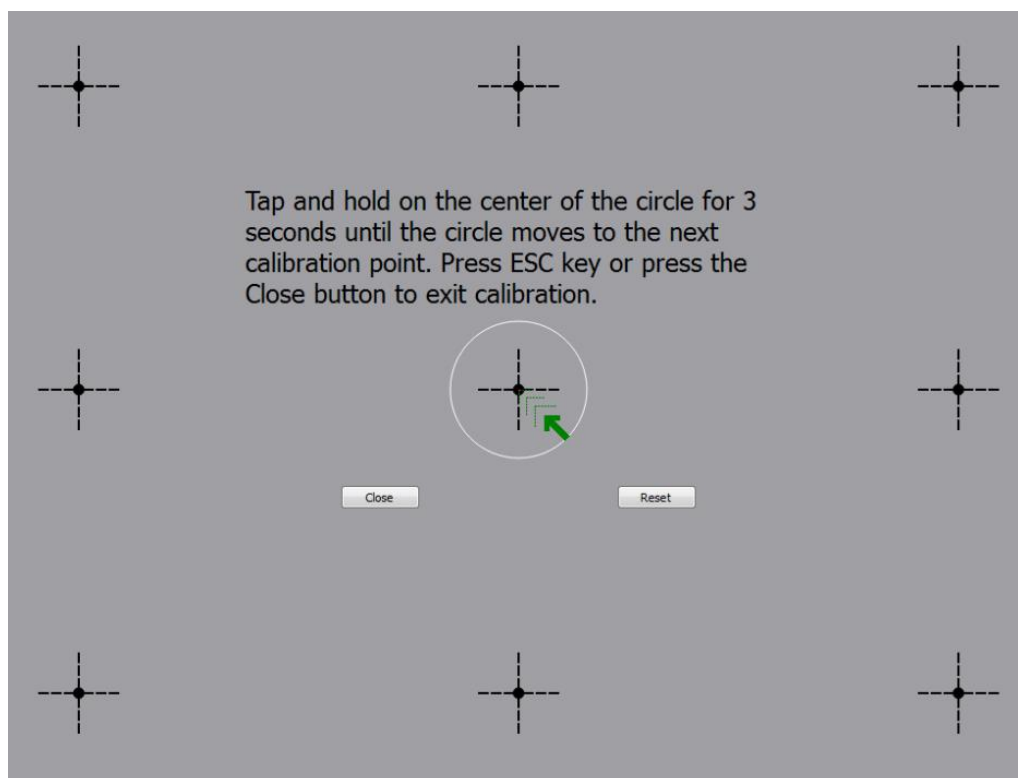 Tap and hold on the center of the circle for 3
seconds until the circle moves to the next
calibration point. Press ESC key or press the
Close button to exit calibration.
Close
Reset